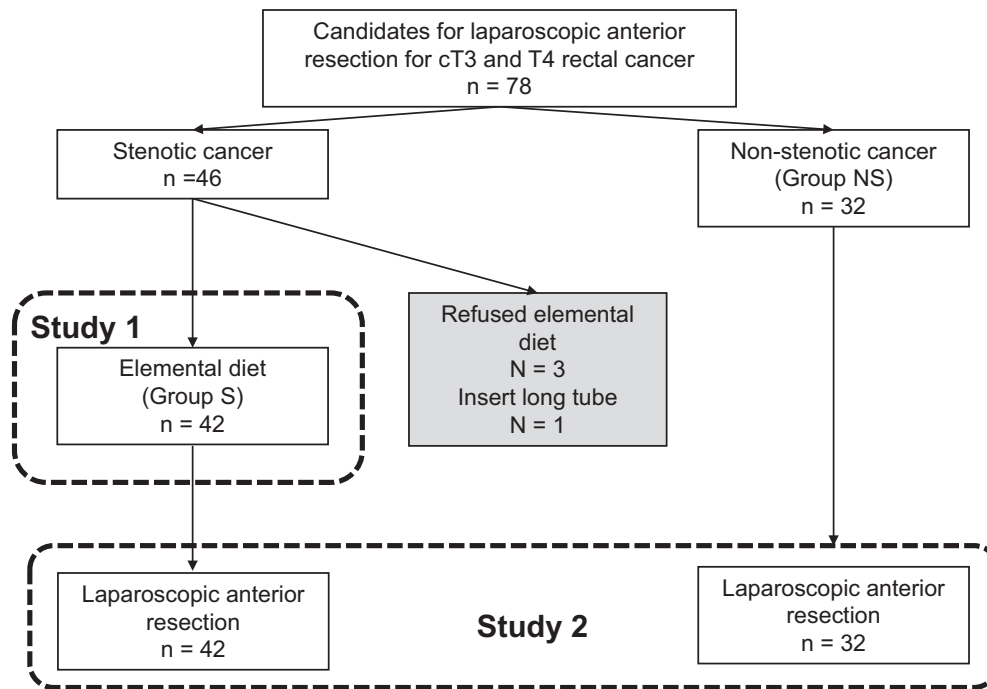 Candidates for laparoscopic anterior
resection for cT3 and T4 rectal cancer
n = 78
Stenotic cancer
n =46
Non-stenotic cancer
(Group NS)
n = 32
Study 1
Elemental diet
(Group S)
n = 42
Refused elemental
diet
N = 3
Insert long tube
N = 1
Laparoscopic anterior
resection
n = 42
Study 2
Laparoscopic anterior
resection
n = 32